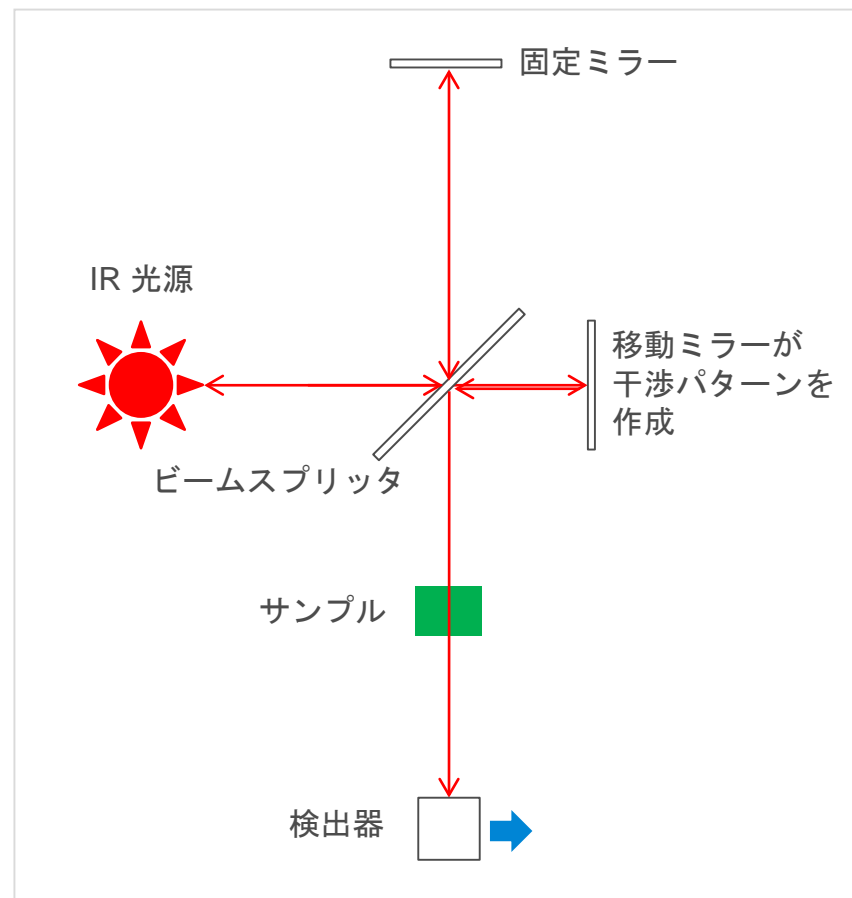 固定ミラー
IR 光源
移動ミラーが
干渉パターンを
作成
ビームスプリッタ
サンプル
検出器